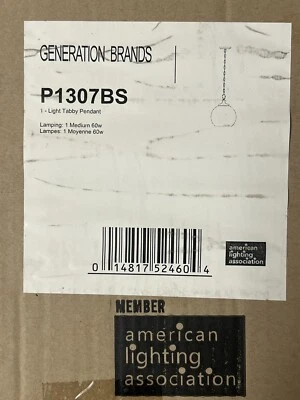 GENERATION BRANDS
P1307BS
1 - Light Tabby Pendant
Lamping: 1 Medium 60w
Lampes: 1 Moyenne 60w
american
lighting
association
0 14817 52460 4
MEMBER
american
lighting
association